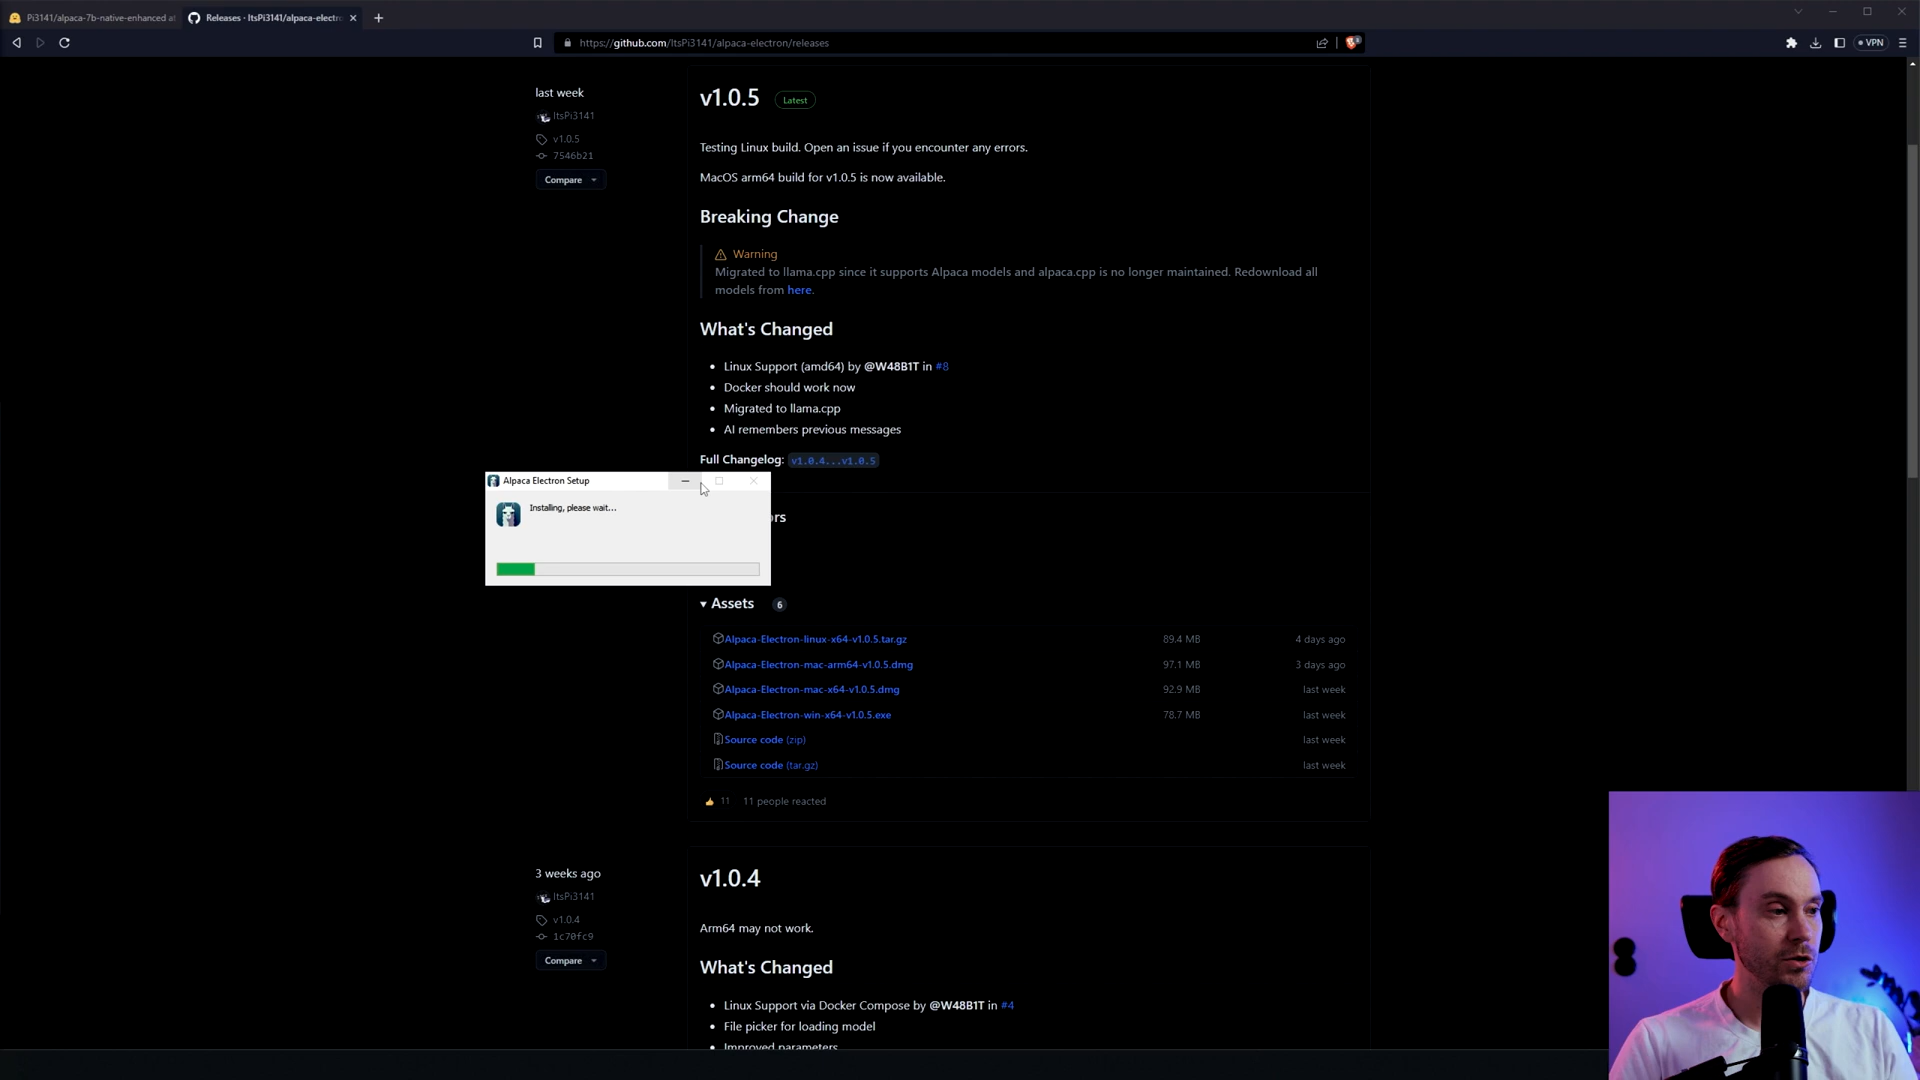 Pi3141/alpaca-7b-native-enhanced at
Releases · ItsPi3141/alpaca-electro
https://github.com/ItsPi3141/alpaca-electron/releases
VPN
last week
ItsPi3141
v1.0.5
7546b21
Compare
v1.0.5 Latest
Testing Linux build. Open an issue if you encounter any errors.
MacOS arm64 build for v1.0.5 is now available.
Breaking Change
Warning
Migrated to llama.cpp since it supports Alpaca models and alpaca.cpp is no longer maintained. Redownload all
models from here.
What's Changed
Linux Support (amd64) by @W48B1T in #8
Docker should work now
Migrated to llama.cpp
AI remembers previous messages
Full Changelog: v1.0.4...v1.0.5
Alpaca Electron Setup
Installing, please wait...
ors
Assets 6
Alpaca-Electron-linux-x64-v1.0.5.tar.gz 89.4 MB 4 days ago
Alpaca-Electron-mac-arm64-v1.0.5.dmg 97.1 MB 3 days ago
Alpaca-Electron-mac-x64-v1.0.5.dmg 92.9 MB last week
Alpaca-Electron-win-x64-v1.0.5.exe 78.7 MB last week
Source code (zip) last week
Source code (tar.gz) last week
11 11 people reacted
3 weeks ago
ItsPi3141
v1.0.4
1c70fc9
Compare
v1.0.4
Arm64 may not work.
What's Changed
Linux Support via Docker Compose by @W48B1T in #4
File picker for loading model
Improved parameters